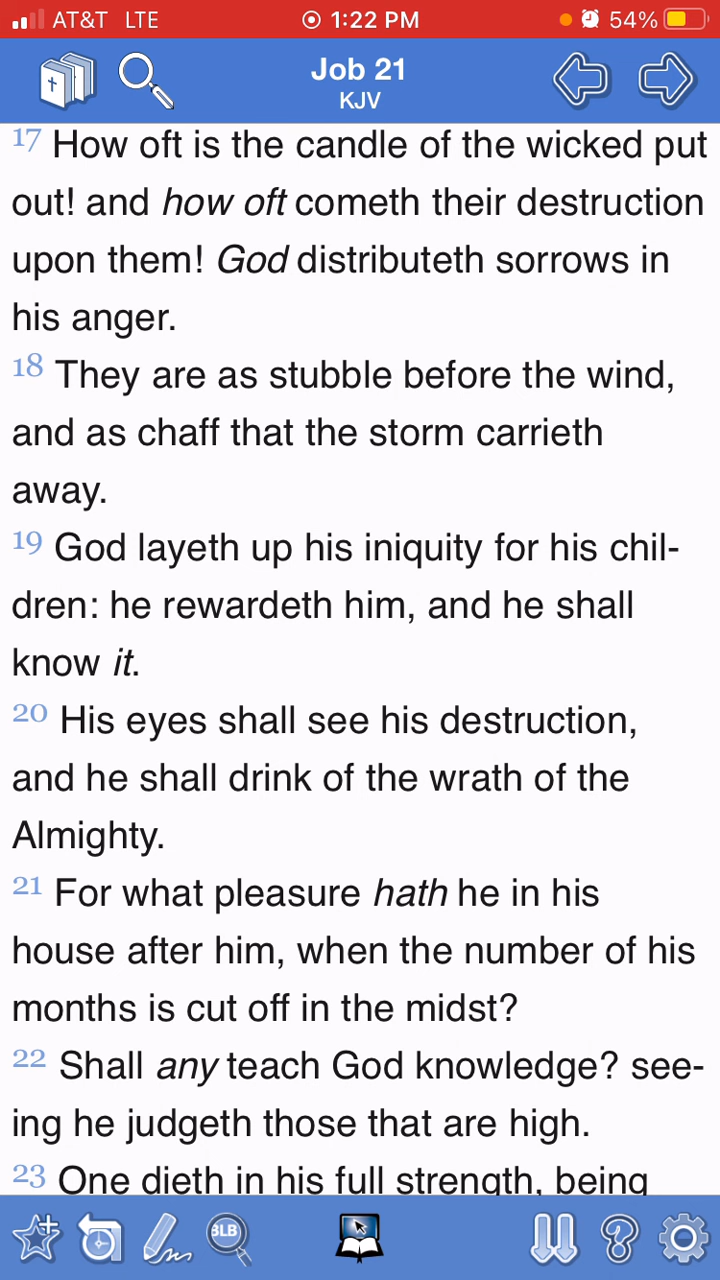 AT&T LTE 1:22 PM 54%
Job 21
KJV
17 How oft is the candle of the wicked put
out! and how oft cometh their destruction
upon them! God distributeth sorrows in
his anger.
18 They are as stubble before the wind,
and as chaff that the storm carrieth
away.
19 God layeth up his iniquity for his chil-
dren: he rewardeth him, and he shall
know it.
20 His eyes shall see his destruction,
and he shall drink of the wrath of the
Almighty.
21 For what pleasure hath he in his
house after him, when the number of his
months is cut off in the midst?
22 Shall any teach God knowledge? see-
ing he judgeth those that are high.
23 One dieth in his full strength, being
BLB